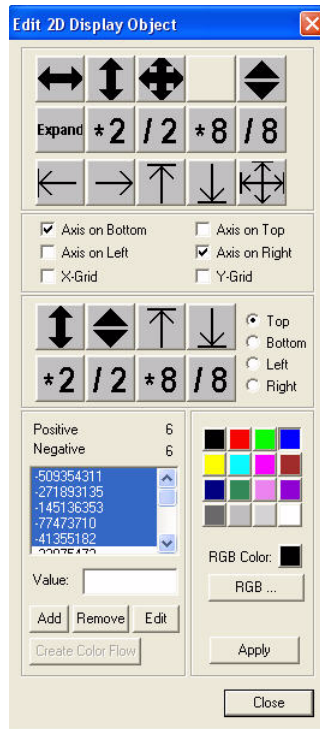 Edit 2D Display Object
Expand *2 /2 *8 /8
Axis on Bottom Axis on Top
Axis on Left Axis on Right
X-Grid Y-Grid
Top
Bottom
Left
Right
*2 /2 *8 /8
Positive 6
Negative 6
-509354311
-271893135
-145136353
-77473710
-41355182
Value:
Add Remove Edit
Create Color Flow
RGB Color:
RGB ...
Apply
Close